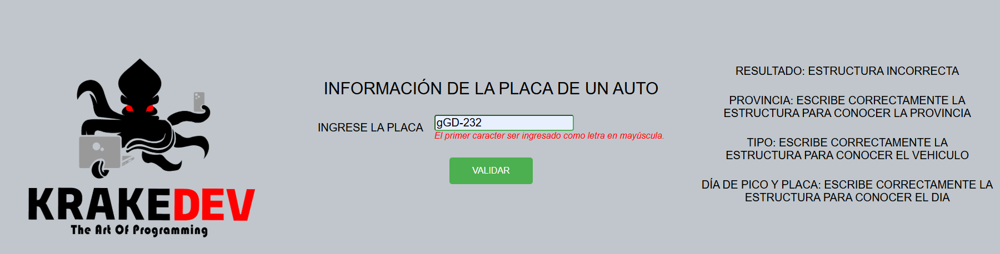 KRAKEDEV
The Art Of Programming
INFORMACIÓN DE LA PLACA DE UN AUTO
INGRESE LA PLACA
gGD-232
El primer caracter ser ingresado como letra en mayúscula.
VALIDAR
RESULTADO: ESTRUCTURA INCORRECTA
PROVINCIA: ESCRIBE CORRECTAMENTE LA
ESTRUCTURA PARA CONOCER LA PROVINCIA
TIPO: ESCRIBE CORRECTAMENTE LA
ESTRUCTURA PARA CONOCER EL VEHICULO
DÍA DE PICO Y PLACA: ESCRIBE CORRECTAMENTE LA
ESTRUCTURA PARA CONOCER EL DIA